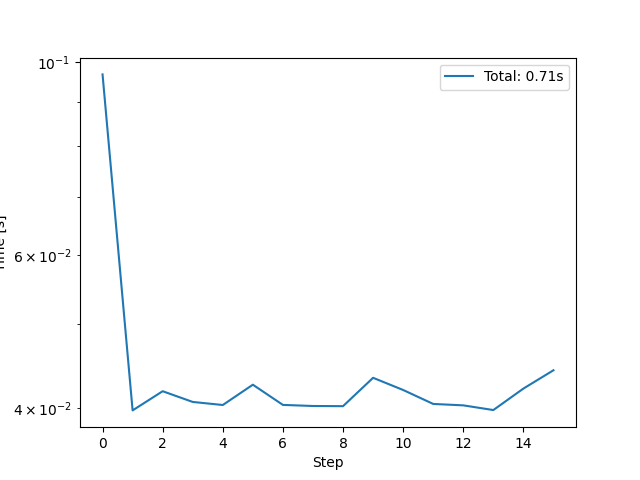 10⁻¹
Total: 0.71s
6 × 10⁻²
4 × 10⁻²
0 2 4 6 8 10 12 14
Step
Time [s]